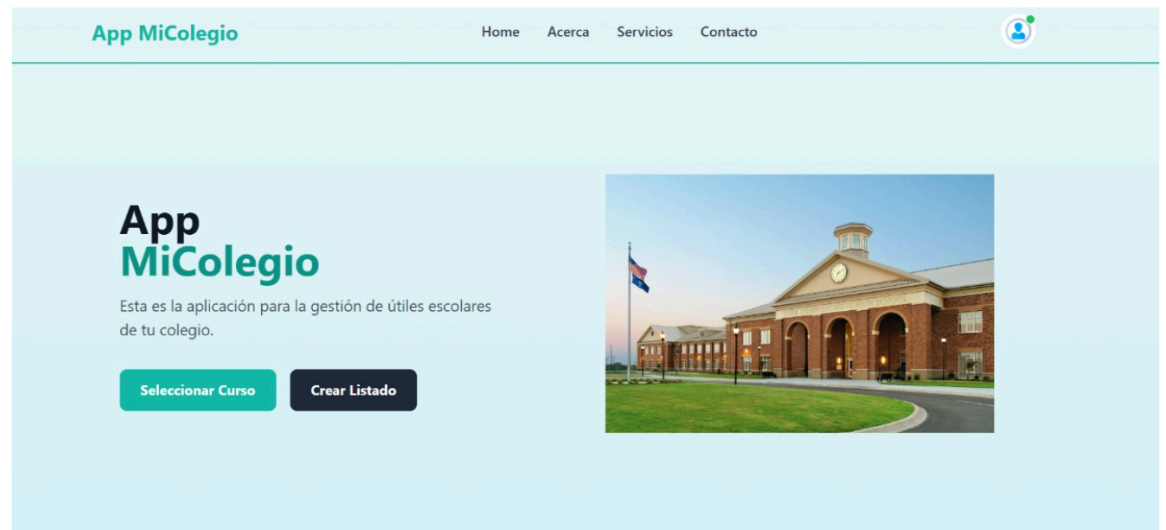 App MiColegio
Home Acerca Servicios Contacto
App
MiColegio
Esta es la aplicación para la gestión de útiles escolares
de tu colegio.
Seleccionar Curso Crear Listado